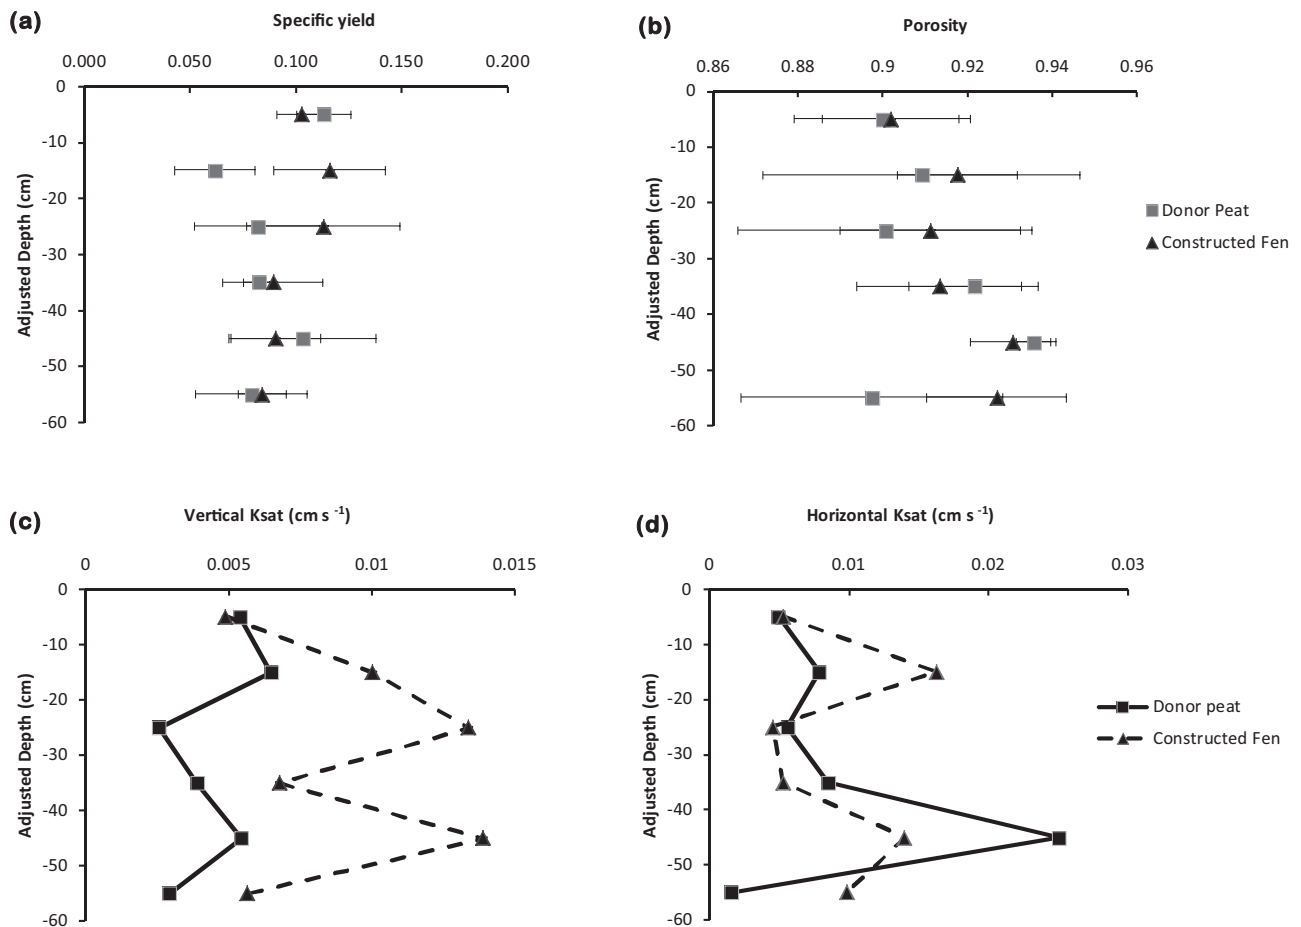 (a)
Specific yield
0.000 0.050 0.100 0.150 0.200
0
-10
-20
-30
-40
-50
-60
Adjusted Depth (cm)
(b)
Porosity
0.86 0.88 0.9 0.92 0.94 0.96
0
-10
-20
-30
-40
-50
-60
Adjusted Depth (cm)
Donor Peat
Constructed Fen
(c)
Vertical Ksat (cm s -1)
0 0.005 0.01 0.015
0
-10
-20
-30
-40
-50
-60
Adjusted Depth (cm)
(d)
Horizontal Ksat (cm s -1)
0 0.01 0.02 0.03
0
-10
-20
-30
-40
-50
-60
Adjusted Depth (cm)
Donor peat
Constructed Fen